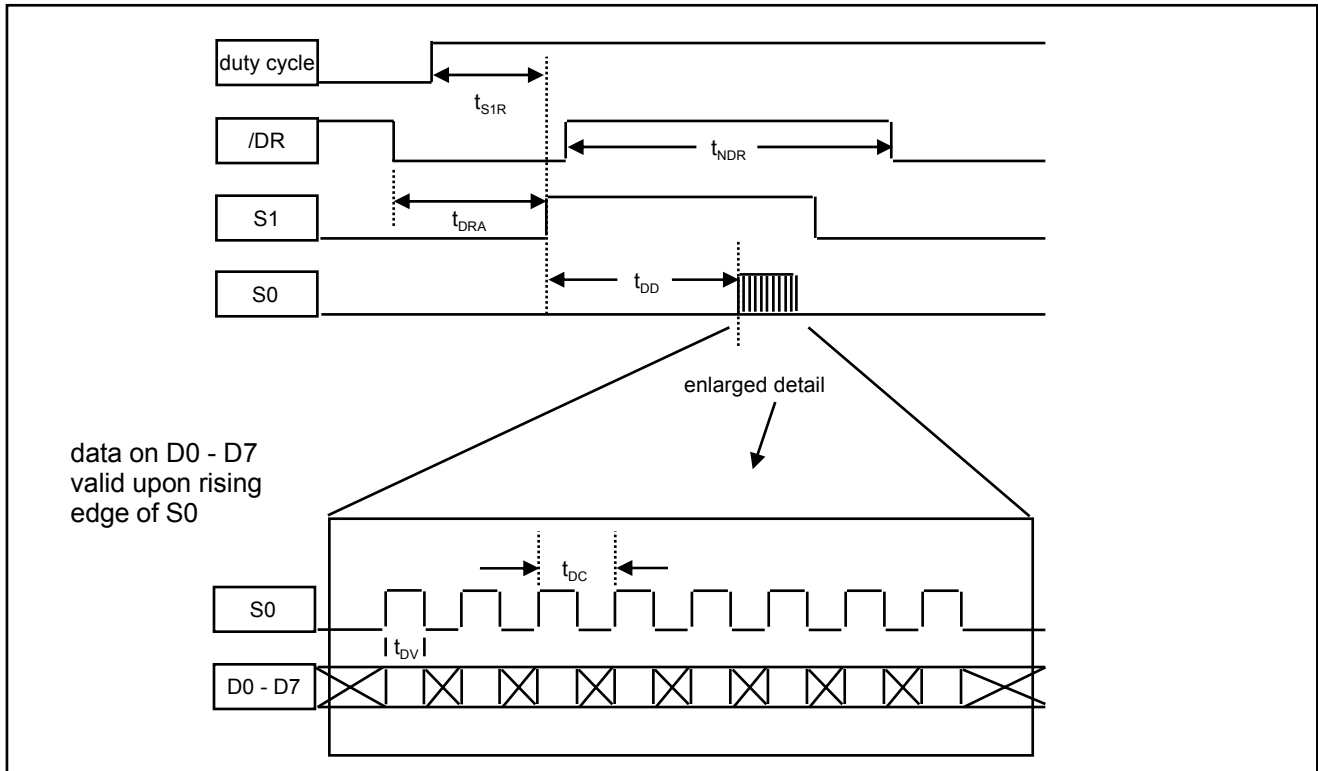 duty cycle
tS1R
/DR
tNDR
S1
tDRA
S0
tDD
enlarged detail
data on D0 - D7
valid upon rising
edge of S0
tDC
S0
tDV
D0 - D7